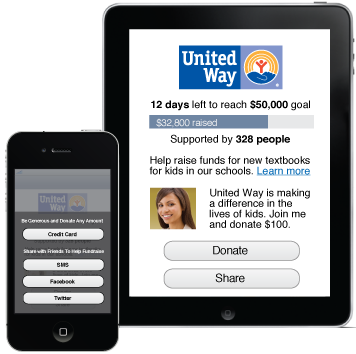 United
Way
®
12 days left to reach $50,000 goal
$32,800 raised
Supported by 328 people
Help raise funds for new textbooks
for kids in our schools. Learn more
United Way is making
a difference in the
lives of kids. Join me
and donate $100.
Donate
Share
United
Way
Be Generous and Donate Any Amount
Credit Card
Share with Friends To Help Fundraise
SMS
Facebook
Twitter